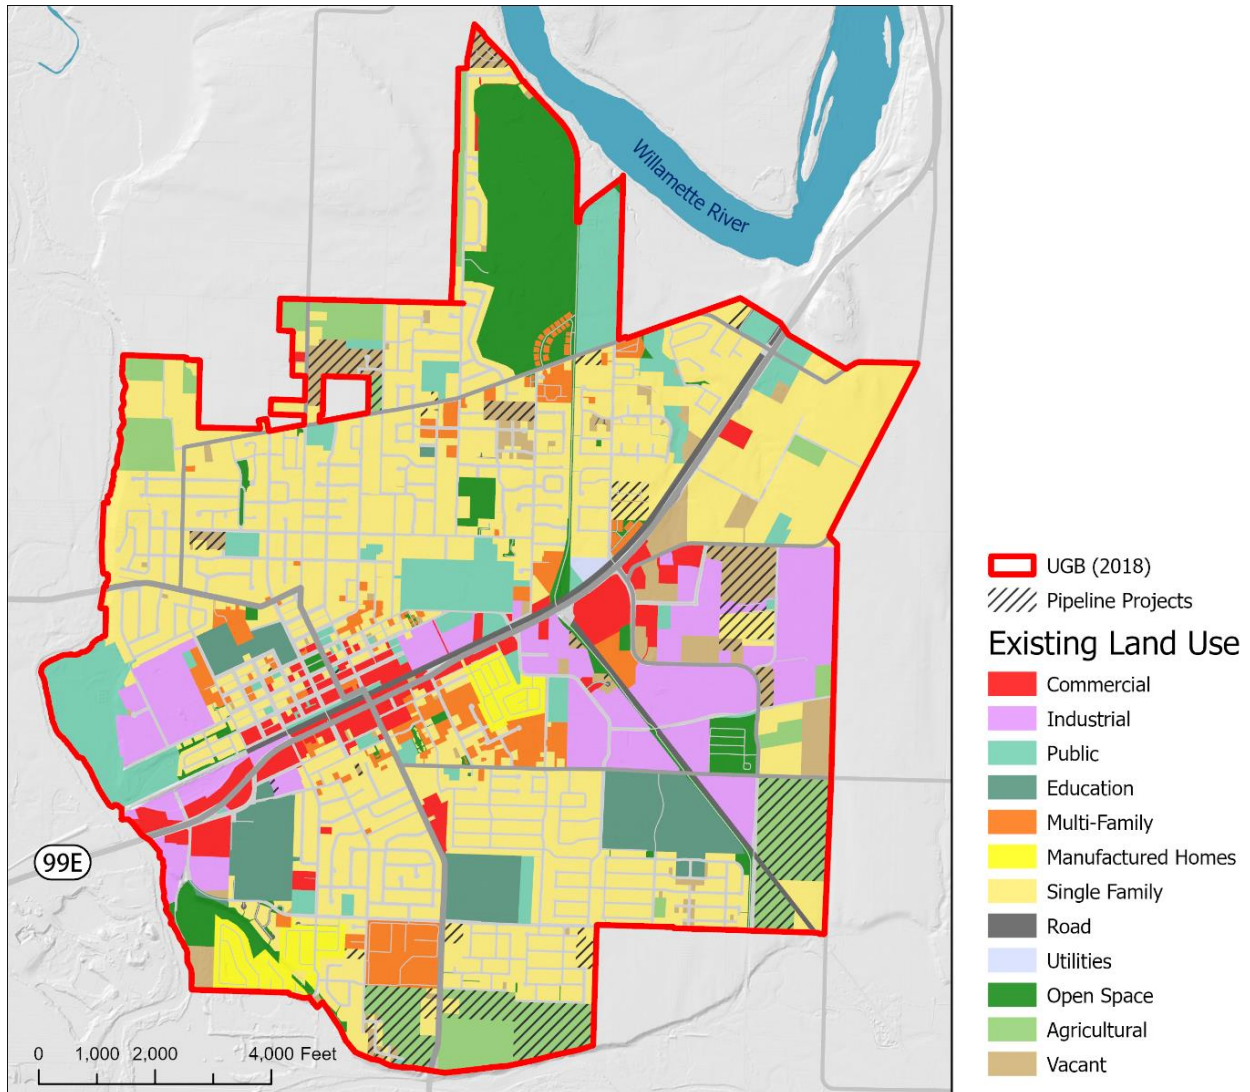 Willamette River
99E
0 1,000 2,000 4,000 Feet
UGB (2018)
Pipeline Projects
Existing Land Use
Commercial
Industrial
Public
Education
Multi-Family
Manufactured Homes
Single Family
Road
Utilities
Open Space
Agricultural
Vacant